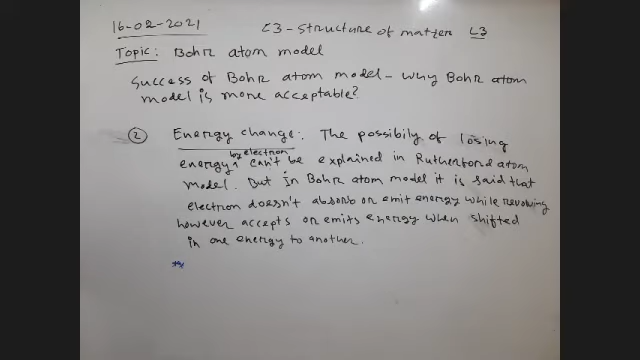 16-02-2021 C3-Structure of matter L3
Topic: Bohr atom model
Success of Bohr atom model - Why Bohr atom
model is more acceptable?
② Energy change: The possibily of losing
by electron
energy ^ can't be explained in Rutherford atom
model. But in Bohr atom model it is said that
electron doesn't absorb or emit energy while revolving
however accepts or emits energy when shifted
in one energy to another.
**